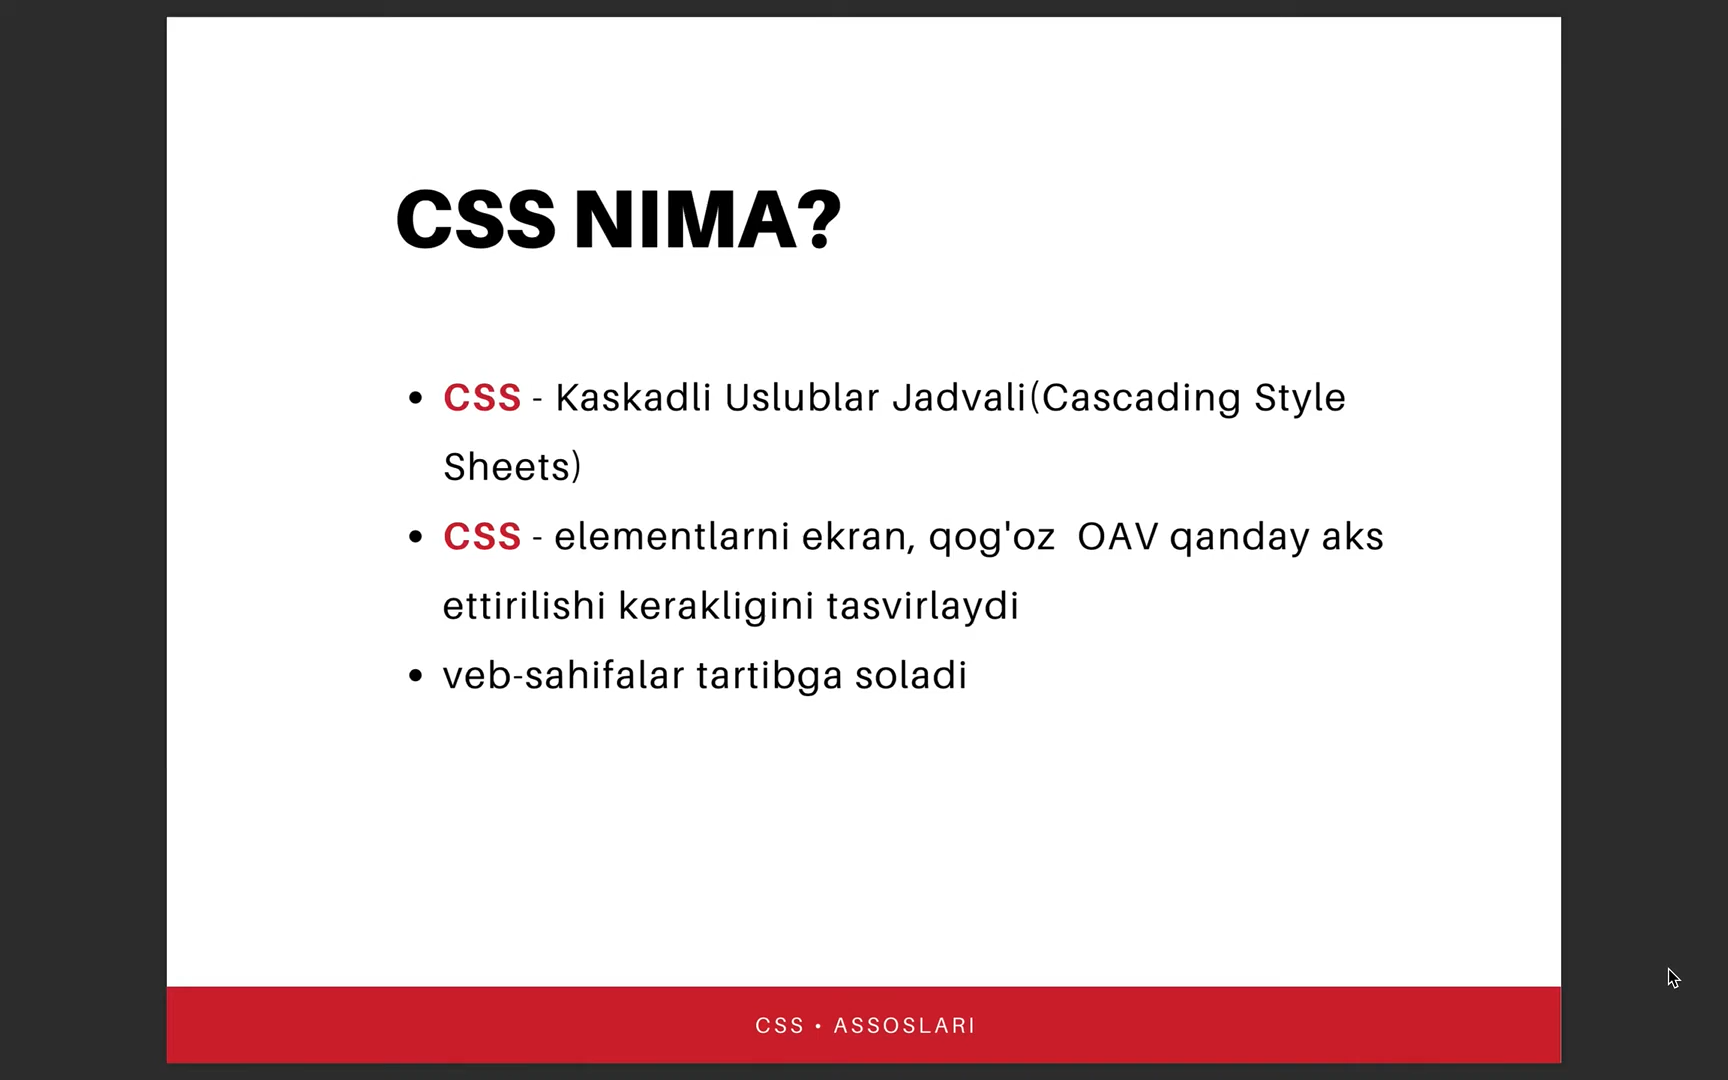 CSS NIMA?
CSS - Kaskadli Uslublar Jadvali(Cascading Style
Sheets)
CSS - elementlarni ekran, qog'oz  OAV qanday aks
ettirilishi kerakligini tasvirlaydi
veb-sahifalar tartibga soladi
CSS • ASSOSLARI